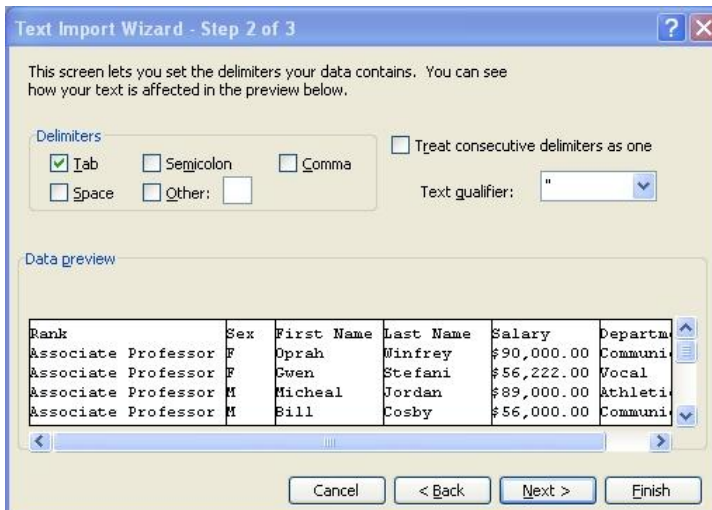 Text Import Wizard - Step 2 of 3
This screen lets you set the delimiters your data contains. You can see
how your text is affected in the preview below.
Delimiters
Tab Semicolon Comma
Space Other:
Treat consecutive delimiters as one
Text qualifier: "
Data preview
Rank Sex First Name Last Name Salary Departme
Associate Professor F Oprah Winfrey $90,000.00 Communi
Associate Professor F Gwen Stefani $56,222.00 Vocal
Associate Professor M Micheal Jordan $89,000.00 Athleti
Associate Professor M Bill Cosby $56,000.00 Communi
Cancel < Back Next > Finish